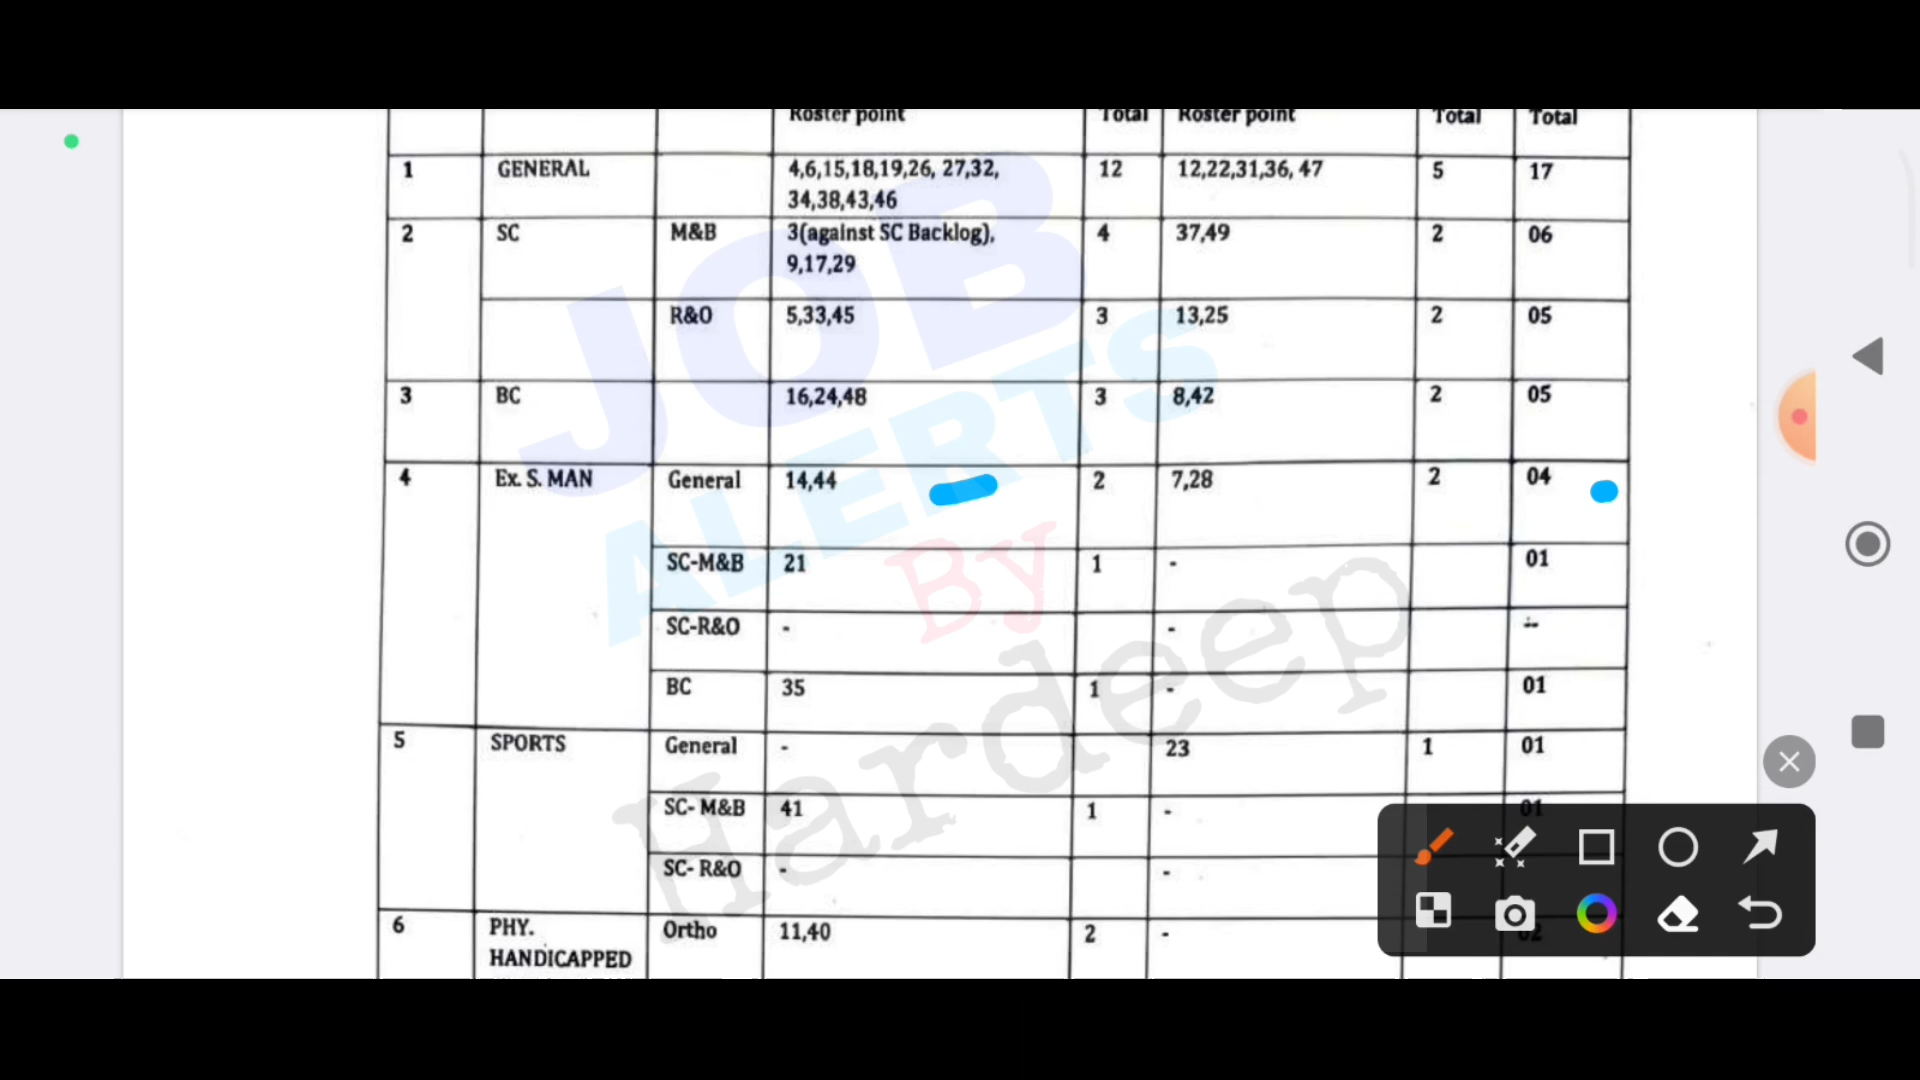 Roster point Total Roster point Total Total
1 GENERAL 4,6,15,18,19,26, 27,32, 12 12,22,31,36, 47 5 17
34,38,43,46
2 SC M&B 3(against SC Backlog), 4 37,49 2 06
9,17,29
R&O 5,33,45 3 13,25 2 05
3 BC 16,24,48 3 8,42 2 05
4 Ex. S. MAN General 14,44 2 7,28 2 04
SC-M&B 21 1 - 01
SC-R&O - - --
BC 35 1 - 01
5 SPORTS General - 23 1 01
SC- M&B 41 1 - 01
SC- R&O - -
6 PHY. Ortho 11,40 2 - 02
HANDICAPPED
JOB
ALERTS
By
Hardeep